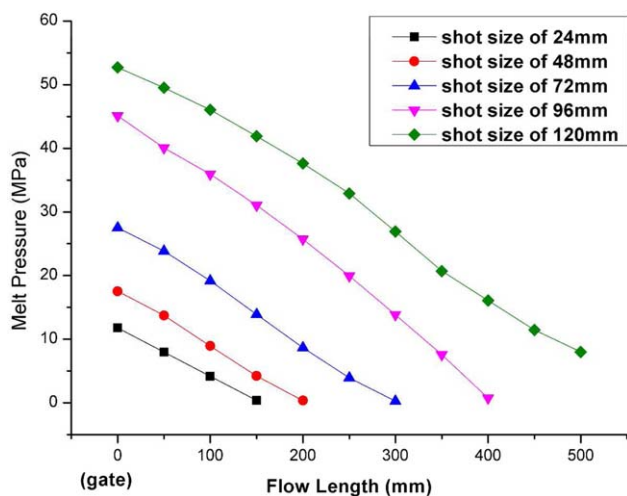 60
50
40
30
20
10
0
Melt Pressure (MPa)
shot size of 24mm
shot size of 48mm
shot size of 72mm
shot size of 96mm
shot size of 120mm
0 100 200 300 400 500
(gate)
Flow Length (mm)